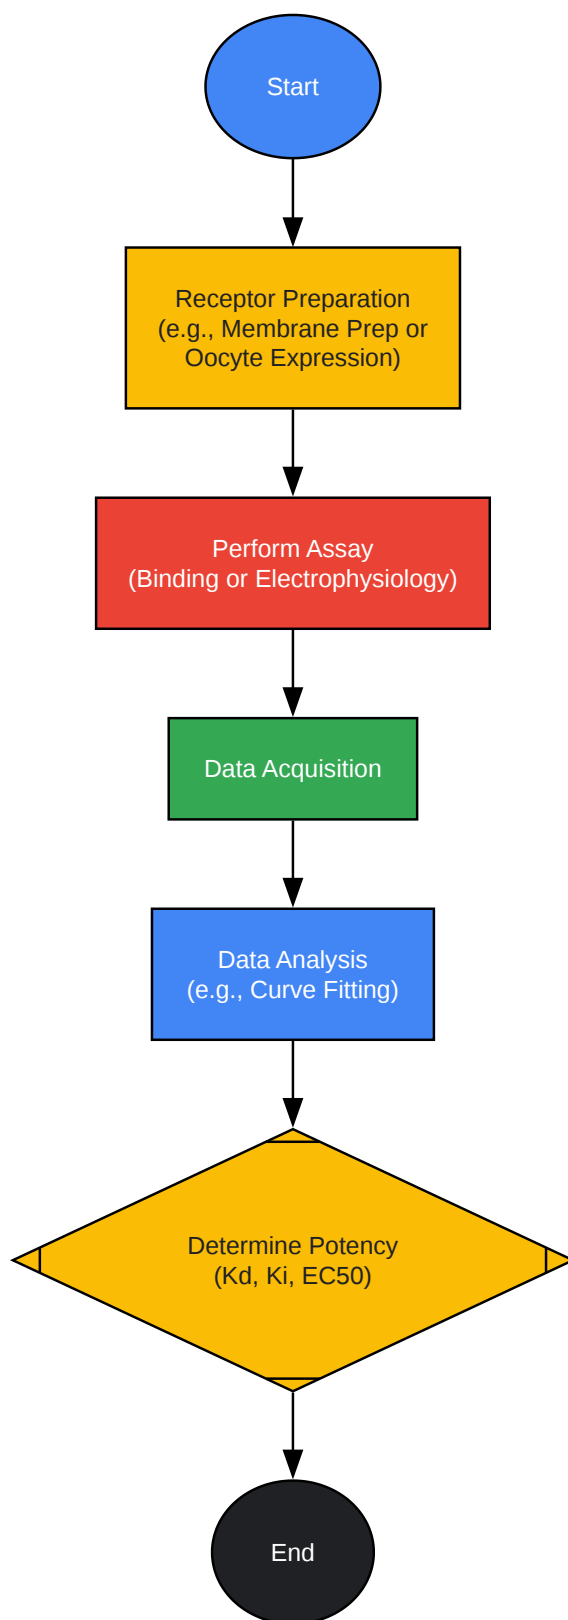 Start
Receptor Preparation
(e.g., Membrane Prep or
Oocyte Expression)
Perform Assay
(Binding or Electrophysiology)
Data Acquisition
Data Analysis
(e.g., Curve Fitting)
Determine Potency
(Kd, Ki, EC50)
End